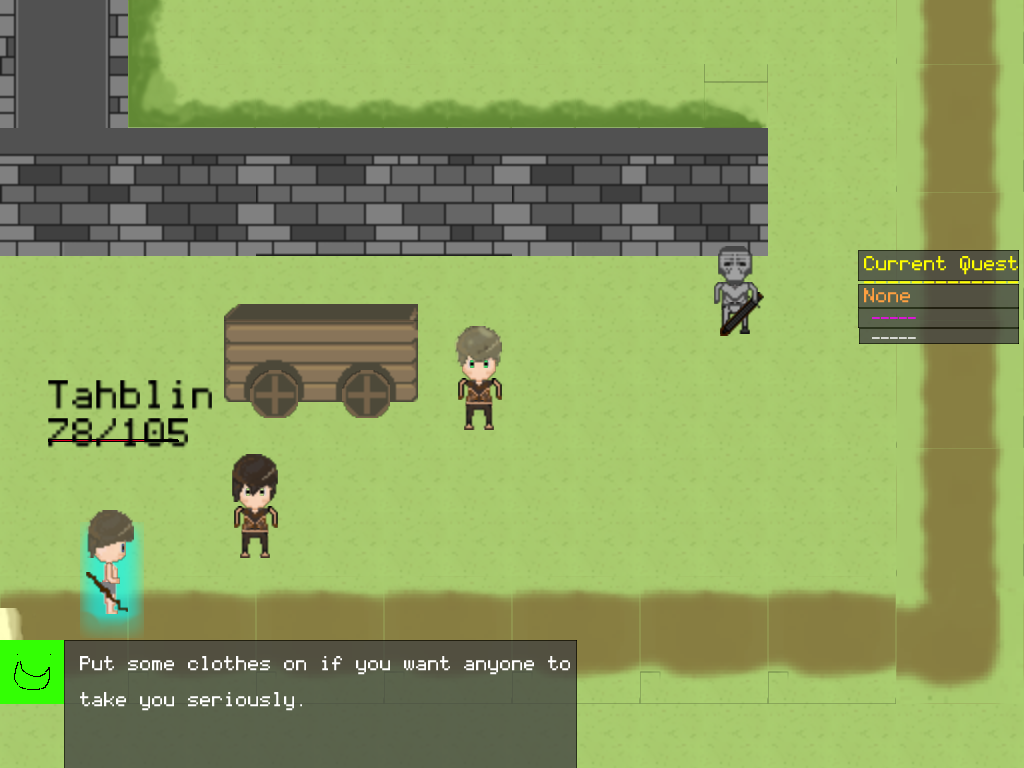 Current Quest
None
-----
-----
Tahblin
78/105
Put some clothes on if you want anyone to
take you seriously.